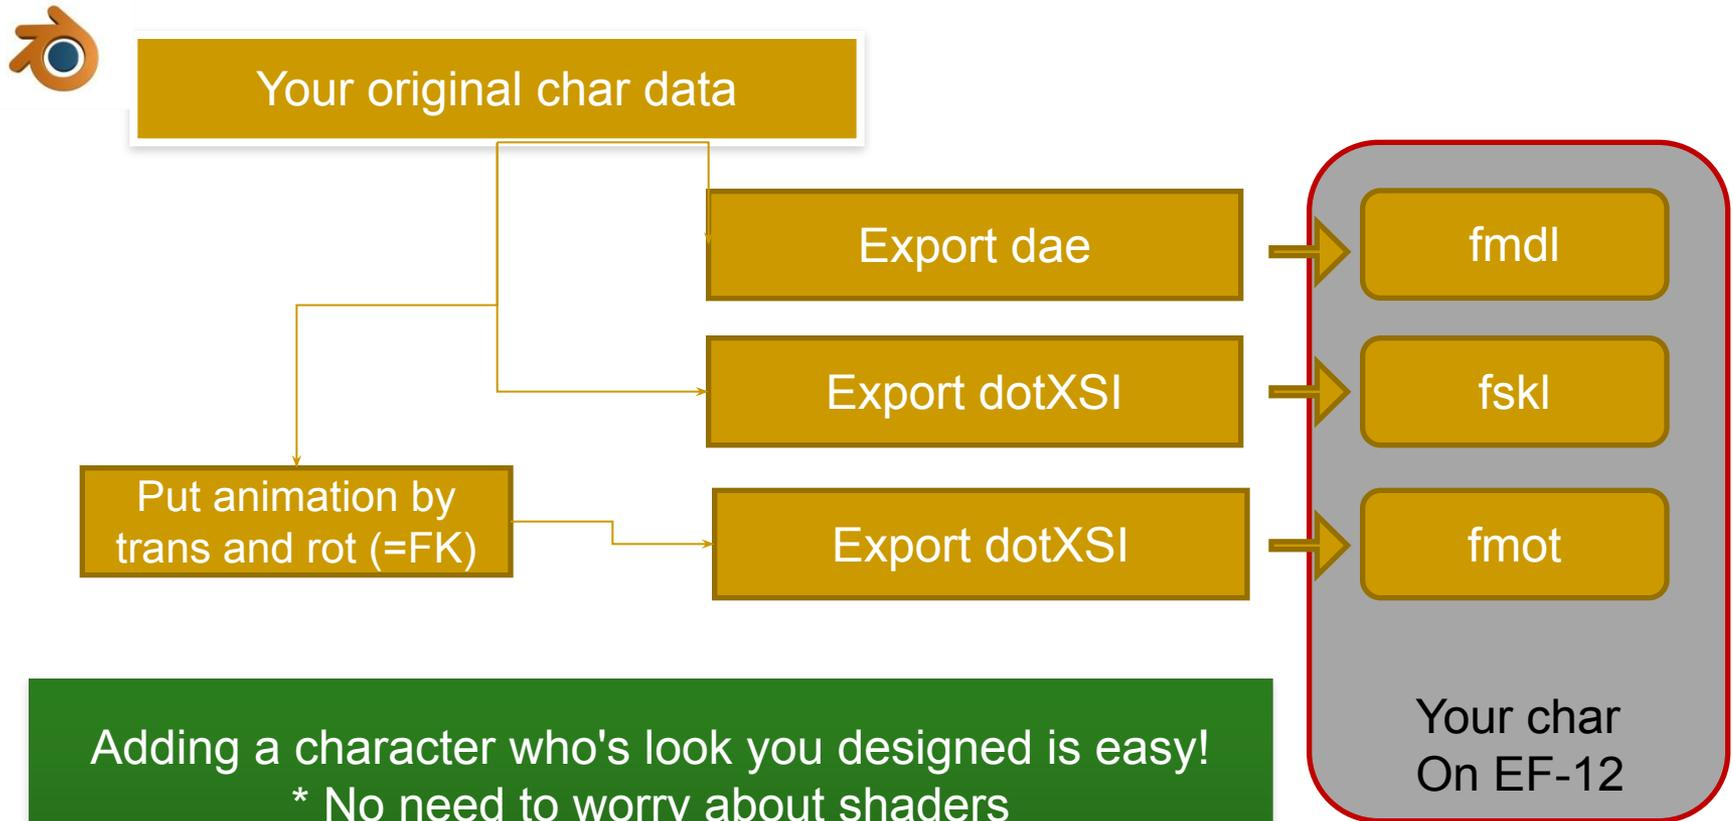 Your original char data
Export dae
fmdl
Export dotXSI
fskl
Put animation by
trans and rot (=FK)
Export dotXSI
fmot
Adding a character who's look you designed is easy!
* No need to worry about shaders
Your char
On EF-12